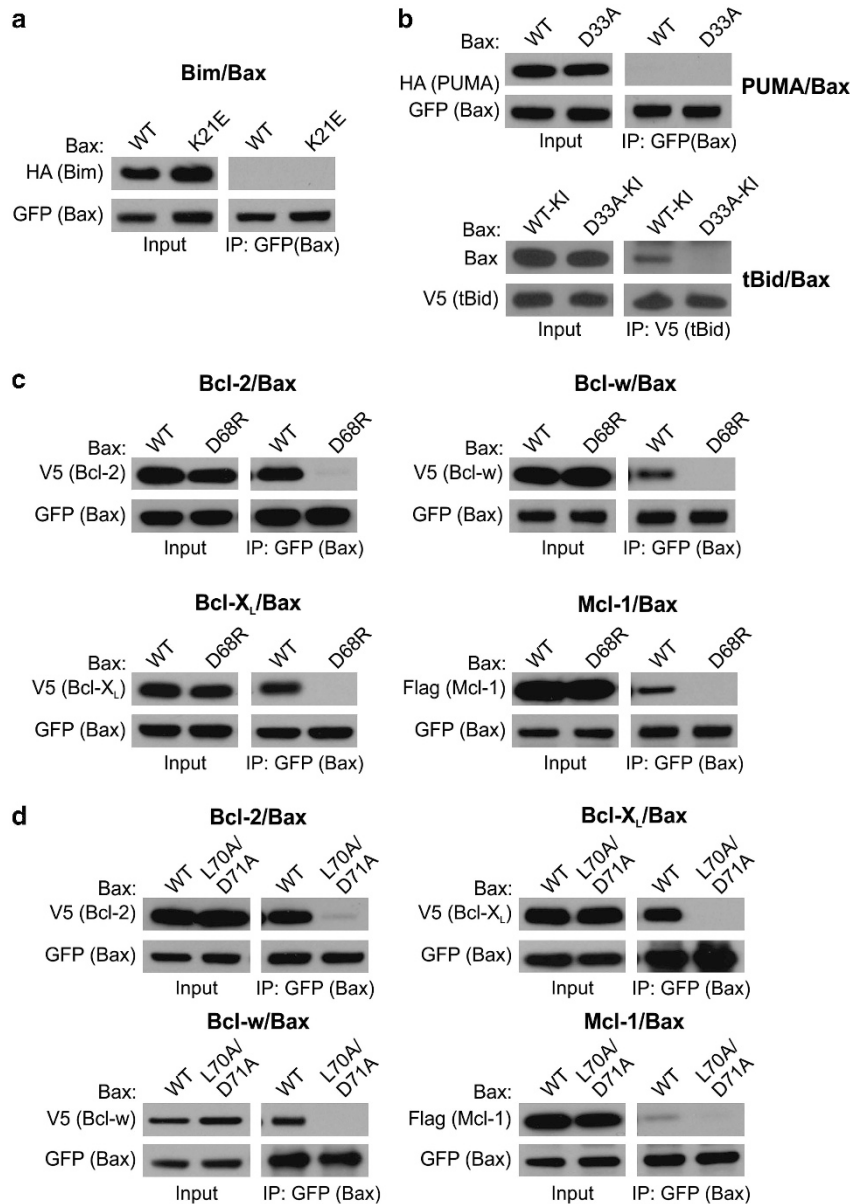 a
Bim/Bax
Bax: WT K21E WT K21E
HA (Bim)
GFP (Bax)
Input IP: GFP(Bax)
b
Bax: WT D33A WT D33A
HA (PUMA)
GFP (Bax)
PUMA/Bax
Input IP: GFP(Bax)
Bax: WT-KI D33A-KI WT-KI D33A-KI
Bax
V5 (tBid)
tBid/Bax
Input IP: V5 (tBid)
c
Bcl-2/Bax
Bax: WT D68R WT D68R
V5 (Bcl-2)
GFP (Bax)
Input IP: GFP (Bax)
Bcl-w/Bax
Bax: WT D68R WT D68R
V5 (Bcl-w)
GFP (Bax)
Input IP: GFP (Bax)
Bcl-XL/Bax
Bax: WT D68R WT D68R
V5 (Bcl-XL)
GFP (Bax)
Input IP: GFP (Bax)
Mcl-1/Bax
Bax: WT D68R WT D68R
Flag (Mcl-1)
GFP (Bax)
Input IP: GFP (Bax)
d
Bcl-2/Bax
Bax: WT L70A/D71A WT L70A/D71A
V5 (Bcl-2)
GFP (Bax)
Input IP: GFP (Bax)
Bcl-XL/Bax
Bax: WT L70A/D71A WT L70A/D71A
V5 (Bcl-XL)
GFP (Bax)
Input IP: GFP (Bax)
Bcl-w/Bax
Bax: WT L70A/D71A WT L70A/D71A
V5 (Bcl-w)
GFP (Bax)
Input IP: GFP (Bax)
Mcl-1/Bax
Bax: WT L70A/D71A WT L70A/D71A
Flag (Mcl-1)
GFP (Bax)
Input IP: GFP (Bax)